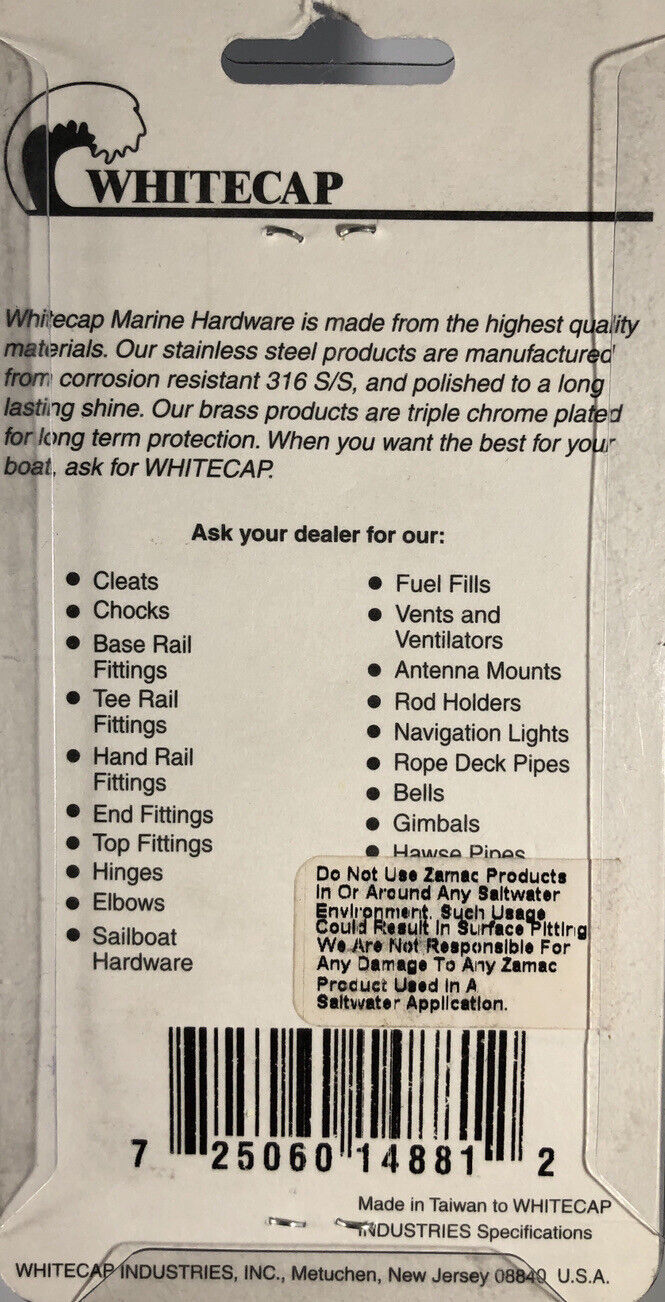 WHITECAP
Whitecap Marine Hardware is made from the highest quality
materials. Our stainless steel products are manufactured
from corrosion resistant 316 S/S, and polished to a long
lasting shine. Our brass products are triple chrome plated
for long term protection. When you want the best for your
boat, ask for WHITECAP.
Ask your dealer for our:
● Cleats
● Chocks
● Base Rail
Fittings
● Tee Rail
Fittings
● Hand Rail
Fittings
● End Fittings
● Top Fittings
● Hinges
● Elbows
● Sailboat
Hardware
● Fuel Fills
● Vents and
Ventilators
● Antenna Mounts
● Rod Holders
● Navigation Lights
● Rope Deck Pipes
● Bells
● Gimbals
● Hawse Pipes
Do Not Use Zamac Products
In Or Around Any Saltwater
Environment. Such Usage
Could Result In Surface Pitting
We Are Not Responsible For
Any Damage To Any Zamac
Product Used In A
Saltwater Application.
7 25060 14881 2
Made in Taiwan to WHITECAP
INDUSTRIES Specifications
WHITECAP INDUSTRIES, INC., Metuchen, New Jersey 08840 U.S.A.